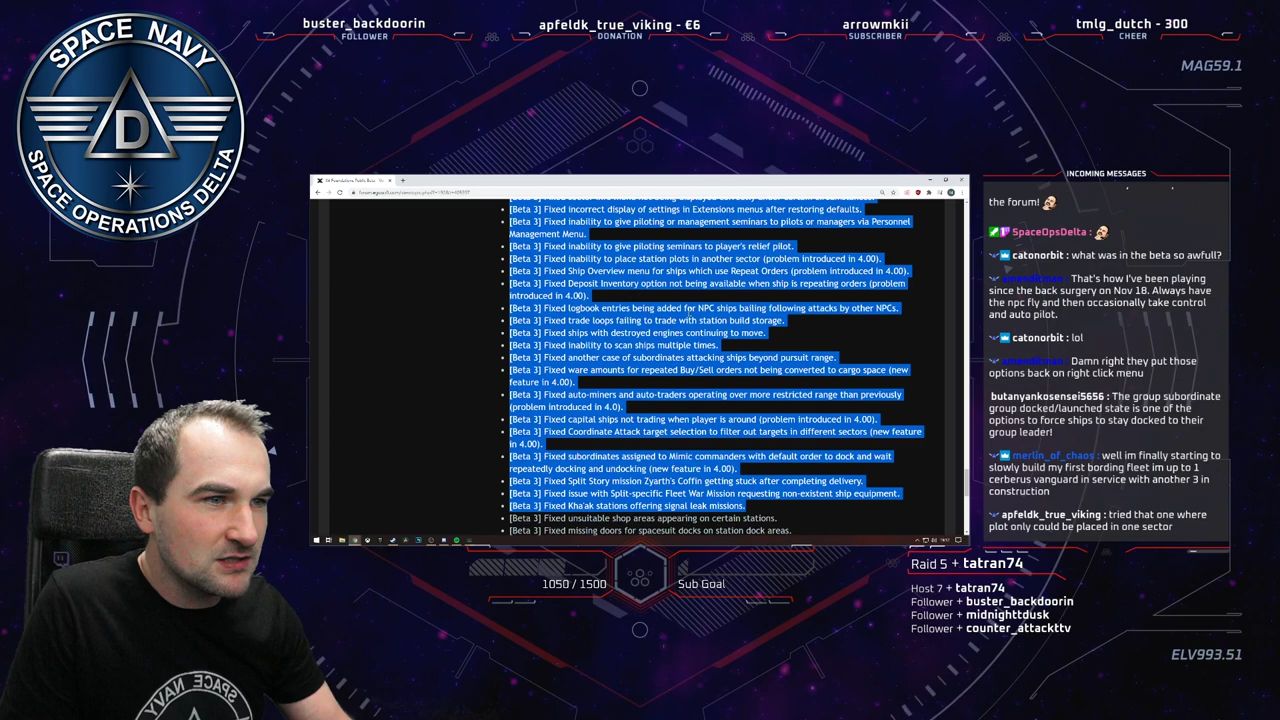 buster_backdoorin
FOLLOWER
apfeldk_true_viking - €6
DONATION
arrowmkii
SUBSCRIBER
tmlg_dutch - 300
CHEER
MAG59.1
SPACE NAVY
D
SPACE OPERATIONS DELTA
INCOMING MESSAGES
[Beta 3] Fixed incorrect display of settings in Extensions menus after restoring defaults.
[Beta 3] Fixed inability to give piloting or management seminars to pilots or managers via Personnel
Management Menu.
[Beta 3] Fixed inability to give piloting seminars to player's relief pilot.
[Beta 3] Fixed inability to place station plots in another sector (problem introduced in 4.00).
[Beta 3] Fixed Ship Overview menu for ships which use Repeat Orders (problem introduced in 4.00).
[Beta 3] Fixed Deposit Inventory option not being available when ship is repeating orders (problem
introduced in 4.00).
[Beta 3] Fixed logbook entries being added for NPC ships bailing following attacks by other NPCs.
[Beta 3] Fixed trade loops failing to trade with station build storage.
[Beta 3] Fixed ships with destroyed engines continuing to move.
[Beta 3] Fixed inability to scan ships multiple times.
[Beta 3] Fixed another case of subordinates attacking ships beyond pursuit range.
[Beta 3] Fixed ware amounts for repeated Buy/Sell orders not being converted to cargo space (new
feature in 4.00).
[Beta 3] Fixed auto-miners and auto-traders operating over more restricted range than previously
(problem introduced in 4.0).
[Beta 3] Fixed capital ships not trading when player is around (problem introduced in 4.00).
[Beta 3] Fixed Coordinate Attack target selection to filter out targets in different sectors (new feature
in 4.00).
[Beta 3] Fixed subordinates assigned to Mimic commanders with default order to dock and wait
repeatedly docking and undocking (new feature in 4.00).
[Beta 3] Fixed Split Story mission Zyarth's Coffin getting stuck after completing delivery.
[Beta 3] Fixed issue with Split-specific Fleet War Mission requesting non-existent ship equipment.
[Beta 3] Fixed Kha'ak stations offering signal leak missions.
[Beta 3] Fixed unsuitable shop areas appearing on certain stations.
[Beta 3] Fixed missing doors for spacesuit docks on station dock areas.
the forum!
SpaceOpsDelta :
catonorbit : what was in the beta so awfull?
That's how I've been playing
since the back surgery on Nov 18. Always have
the npc fly and then occasionally take control
and auto pilot.
catonorbit : lol
Damn right they put those
options back on right click menu
butanyankosensei5656 : The group subordinate
group docked/launched state is one of the
options to force ships to stay docked to their
group leader!
merlin_of_chaos : well im finally starting to
slowly build my first bording fleet im up to 1
cerberus vanguard in service with another 3 in
construction
apfeldk_true_viking : tried that one where
plot only could be placed in one sector
1050 / 1500
Sub Goal
Raid 5 + tatran74
Host 7 + tatran74
Follower + buster_backdoorin
Follower + midnighttdusk
Follower + counter_attackttv
ELV993.51
SPACE NAVY